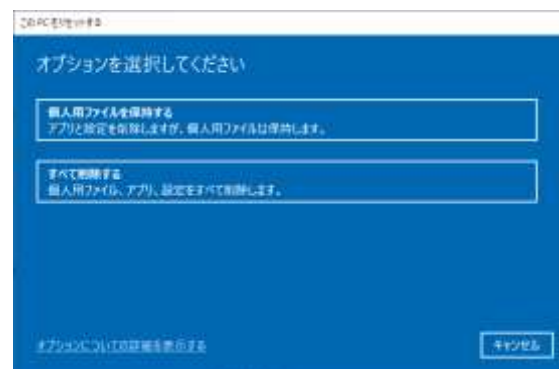 このPCをリセットする
オプションを選択してください
個人用ファイルを保持する
アプリと設定を削除しますが、個人用ファイルは保持します。
すべて削除する
個人用ファイル、アプリ、設定をすべて削除します。
オプションについての詳細を表示する
キャンセル